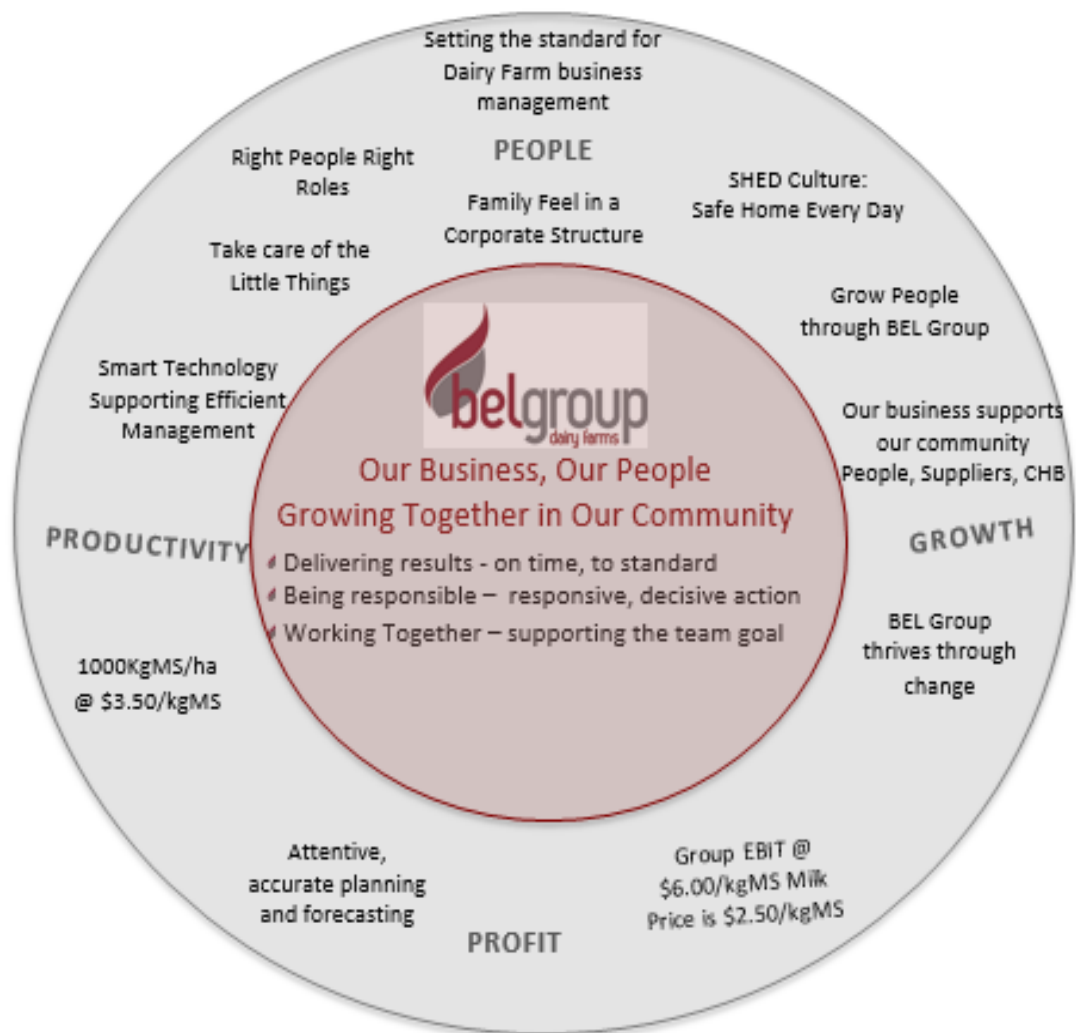 Setting the standard for
Dairy Farm business
management
PEOPLE
Family Feel in a
Corporate Structure
Right People Right
Roles
Take care of the
Little Things
Smart Technology
Supporting Efficient
Management
SHED Culture:
Safe Home Every Day
Grow People
through BEL Group
Our business supports
our community
People, Suppliers, CHB
belgroup
dairy farms
Our Business, Our People
Growing Together in Our Community
Delivering results - on time, to standard
Being responsible – responsive, decisive action
Working Together – supporting the team goal
PRODUCTIVITY
GROWTH
1000KgMS/ha
@ $3.50/kgMS
BEL Group
thrives through
change
Attentive,
accurate planning
and forecasting
PROFIT
Group EBIT @
$6.00/kgMS Milk
Price is $2.50/kgMS